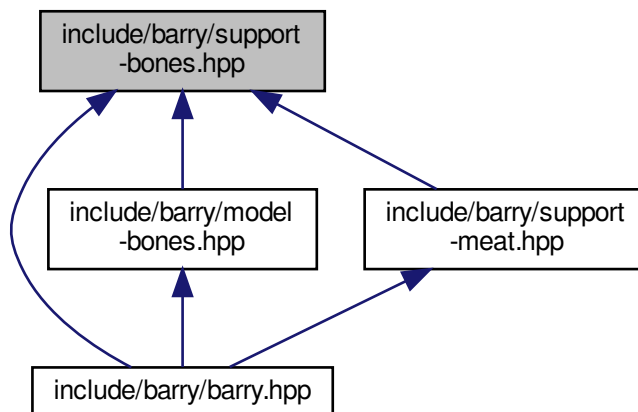 include/barry/support
-bones.hpp
include/barry/model
-bones.hpp
include/barry/support
-meat.hpp
include/barry/barry.hpp